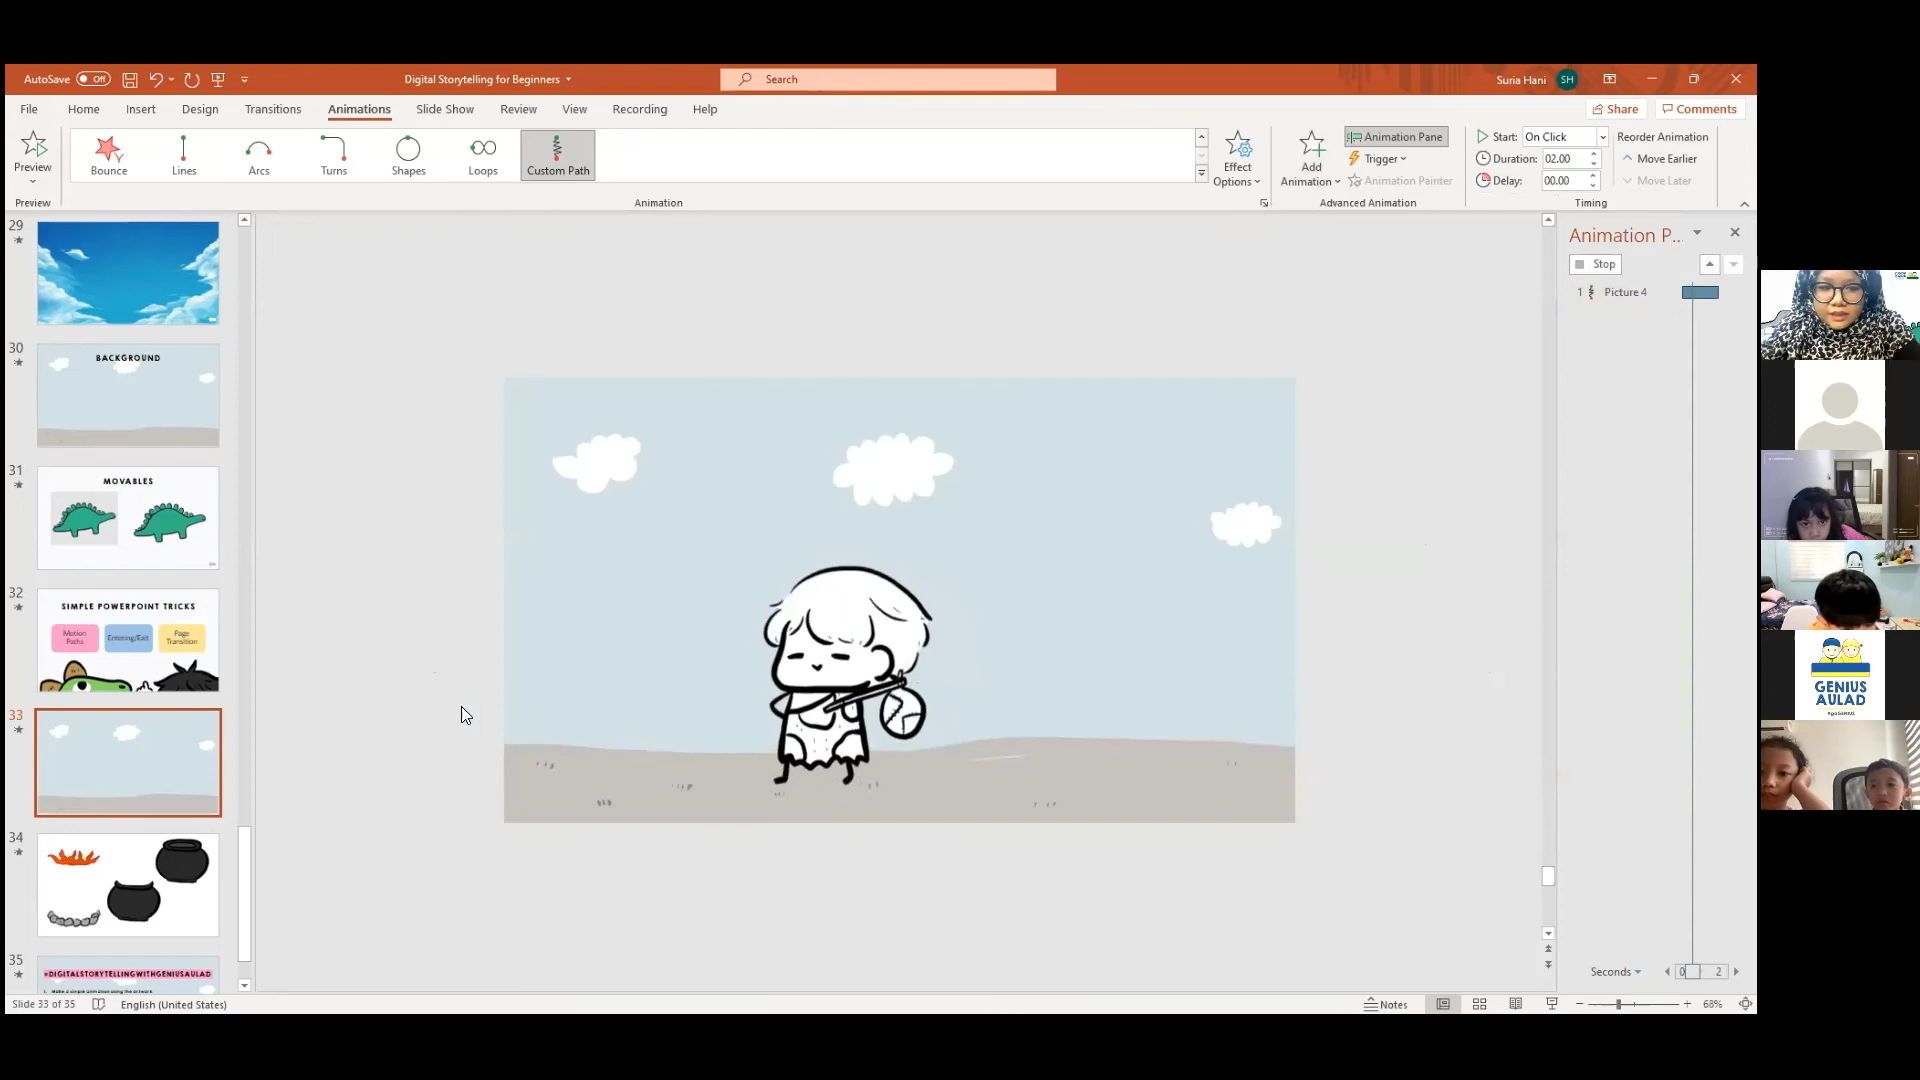 AutoSave Off
Digital Storytelling for Beginners
Search
Suria Hani SH
File Home Insert Design Transitions Animations Slide Show Review View Recording Help
Share Comments
Preview
Bounce Lines Arcs Turns Shapes Loops Custom Path
Effect Options
Add Animation
Animation Pane
Trigger
Animation Painter
Start: On Click
Duration: 02.00
Delay: 00.00
Reorder Animation
Move Earlier
Move Later
Preview Animation Advanced Animation Timing
29
30
BACKGROUND
31
MOVABLES
32
SIMPLE POWERPOINT TRICKS
Motion Paths
Entering/Exit
Page Transition
33
34
35
#DIGITALSTORYTELLINGWITHGENIUSAULAD
Animation P...
Stop
1 Picture 4
Seconds 0 2
GENIUS
AULAD
Slide 33 of 35 English (United States)
Notes
68%